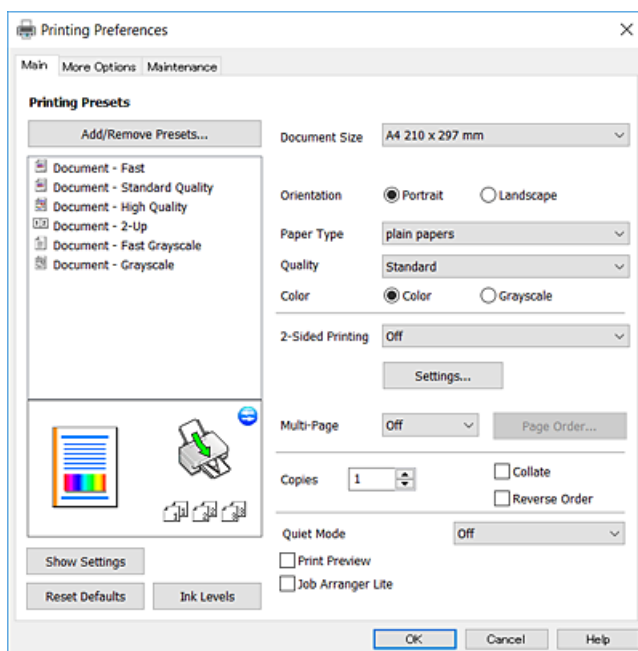 Printing Preferences
Main More Options Maintenance
Printing Presets
Add/Remove Presets...
Document - Fast
Document - Standard Quality
Document - High Quality
Document - 2-Up
Document - Fast Grayscale
Document - Grayscale
Show Settings
Reset Defaults Ink Levels
Document Size A4 210 x 297 mm
Orientation Portrait Landscape
Paper Type plain papers
Quality Standard
Color Color Grayscale
2-Sided Printing Off
Settings...
Multi-Page Off Page Order...
Copies 1 Collate
Reverse Order
Quiet Mode Off
Print Preview
Job Arranger Lite
OK Cancel Help